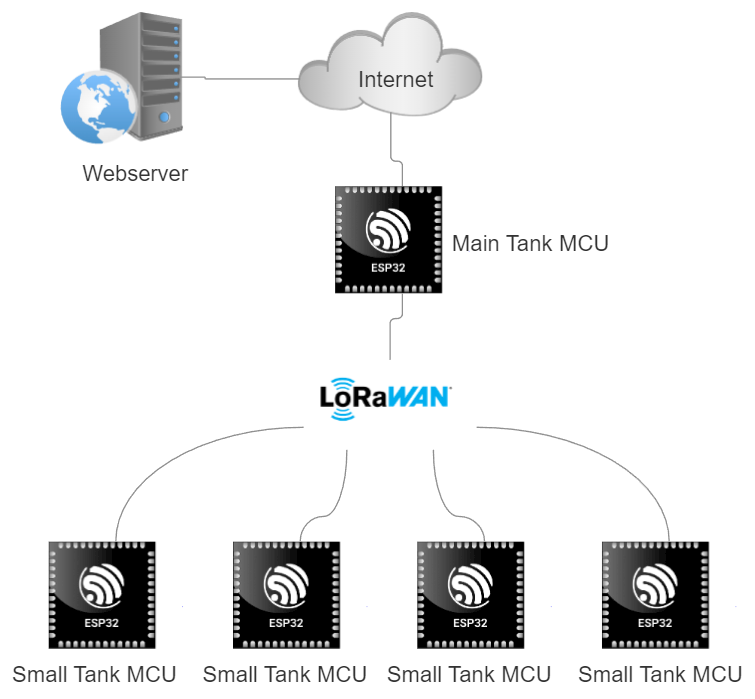 Internet
Webserver
ESP32
Main Tank MCU
LoRaWAN
ESP32
ESP32
ESP32
ESP32
Small Tank MCU
Small Tank MCU
Small Tank MCU
Small Tank MCU